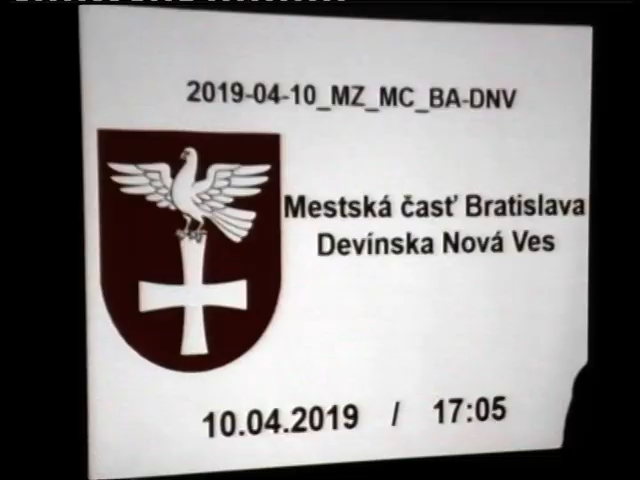 2019-04-10_MZ_MC_BA-DNV
Mestská časť Bratislava
Devínska Nová Ves
10.04.2019 / 17:05